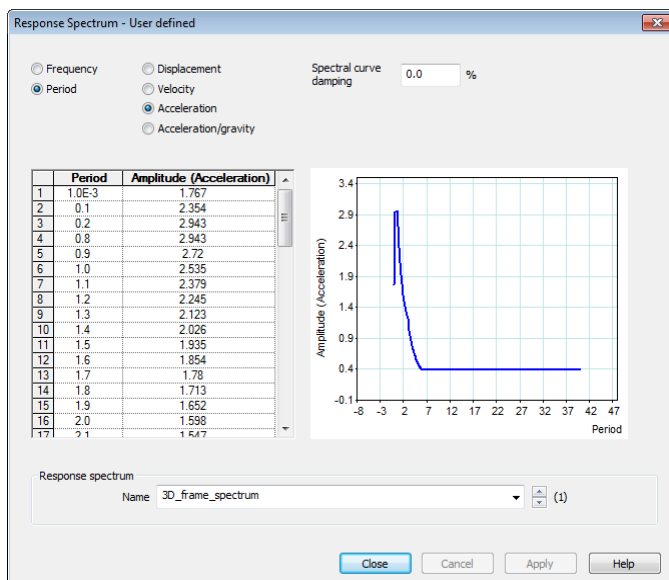 Response Spectrum - User defined
Frequency
Period
Displacement
Velocity
Acceleration
Acceleration/gravity
Spectral curve
damping
0.0 %
Period Amplitude (Acceleration)
1 1.0E-3 1.767
2 0.1 2.354
3 0.2 2.943
4 0.8 2.943
5 0.9 2.72
6 1.0 2.535
7 1.1 2.379
8 1.2 2.245
9 1.3 2.123
10 1.4 2.026
11 1.5 1.935
12 1.6 1.854
13 1.7 1.78
14 1.8 1.713
15 1.9 1.652
16 2.0 1.598
17 2.1 1.547
Amplitude (Acceleration)
3.4
2.9
2.4
1.9
1.4
0.9
0.4
-0.1
-8 -3 2 7 12 17 22 27 32 37 42 47
Period
Response spectrum
Name 3D_frame_spectrum (1)
Close Cancel Apply Help